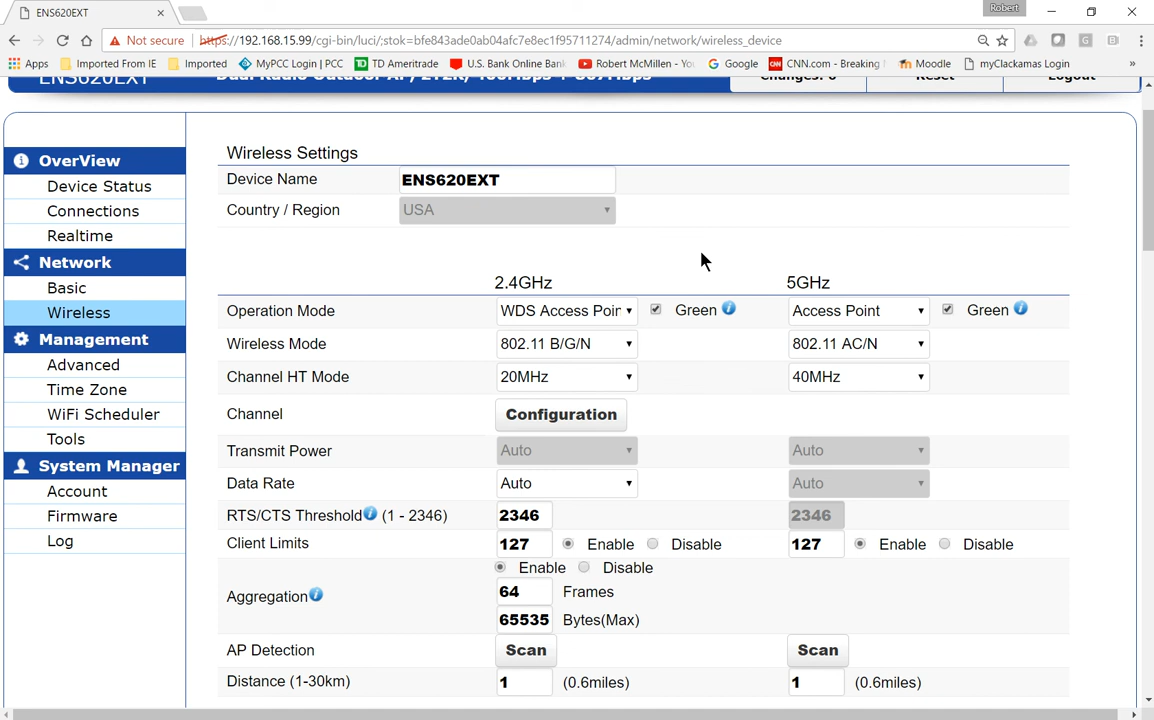 ENS620EXT
Robert
Not secure https://192.168.15.99/cgi-bin/luci/;stok=bfe843ade0ab04afc7e8ec1f95711274/admin/network/wireless_device
Apps Imported From IE Imported MyPCC Login | PCC TD Ameritrade U.S. Bank Online Bank Robert McMillen - You Google CNN.com - Breaking Moodle myClackamas Login »
ENS620EXT Changes: 0 Reset Logout
Wireless Settings
Device Name ENS620EXT
Country / Region USA
OverView
Device Status
Connections
Realtime
Network
Basic
Wireless
Management
Advanced
Time Zone
WiFi Scheduler
Tools
System Manager
Account
Firmware
Log
2.4GHz 5GHz
Operation Mode WDS Access Poin Green Access Point Green
Wireless Mode 802.11 B/G/N 802.11 AC/N
Channel HT Mode 20MHz 40MHz
Channel Configuration
Transmit Power Auto Auto
Data Rate Auto Auto
RTS/CTS Threshold (1 - 2346) 2346 2346
Client Limits 127 Enable Disable 127 Enable Disable
Enable Disable
Aggregation 64 Frames
65535 Bytes(Max)
AP Detection Scan Scan
Distance (1-30km) 1 (0.6miles) 1 (0.6miles)